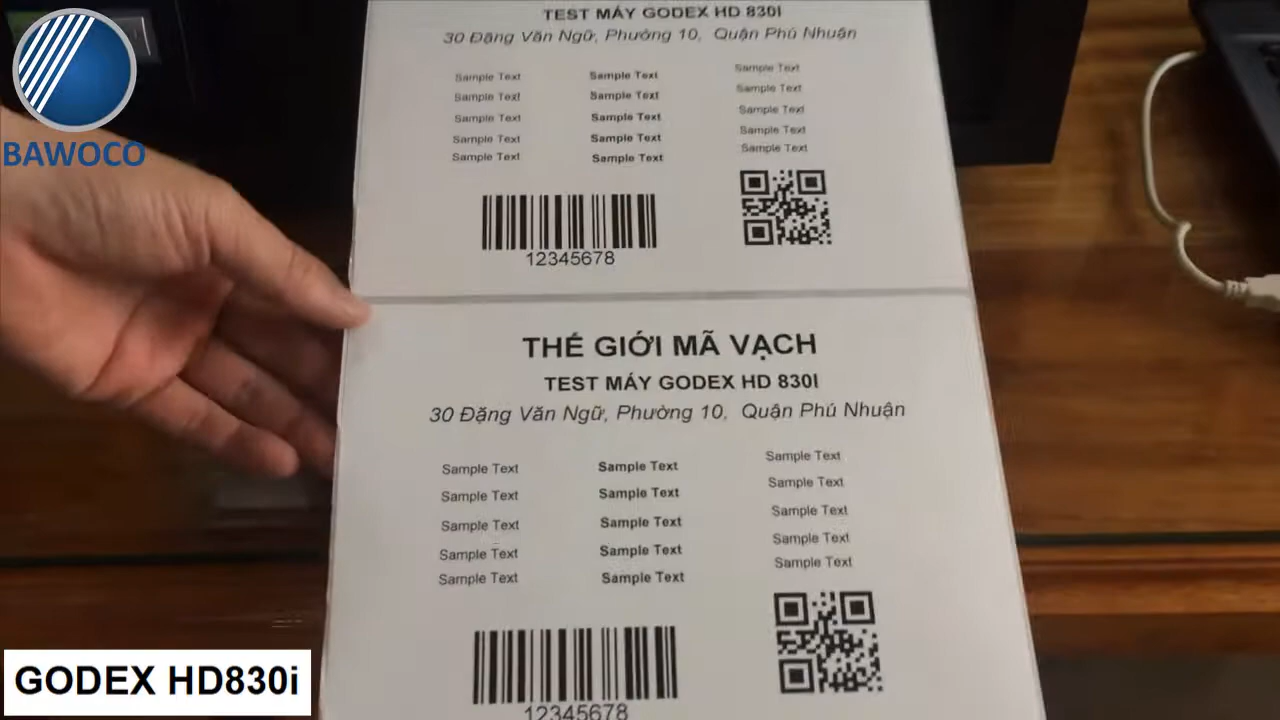 BAWOCO
TEST MÁY GODEX HD 830I
30 Đặng Văn Ngữ, Phường 10, Quận Phú Nhuận
Sample Text Sample Text Sample Text
Sample Text Sample Text Sample Text
Sample Text Sample Text Sample Text
Sample Text Sample Text Sample Text
Sample Text Sample Text Sample Text
12345678
THẾ GIỚI MÃ VẠCH
TEST MÁY GODEX HD 830I
30 Đặng Văn Ngữ, Phường 10, Quận Phú Nhuận
Sample Text Sample Text Sample Text
Sample Text Sample Text Sample Text
Sample Text Sample Text Sample Text
Sample Text Sample Text Sample Text
Sample Text Sample Text Sample Text
12345678
GODEX HD830i